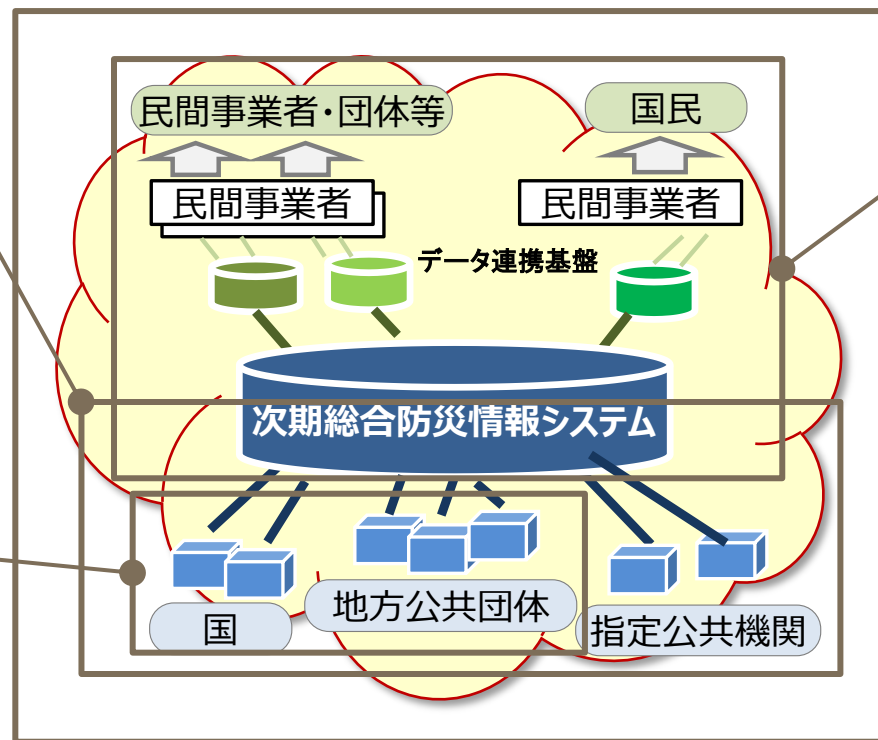 民間事業者・団体等
国民
民間事業者
民間事業者
データ連携基盤
次期総合防災情報システム
国
地方公共団体
指定公共機関